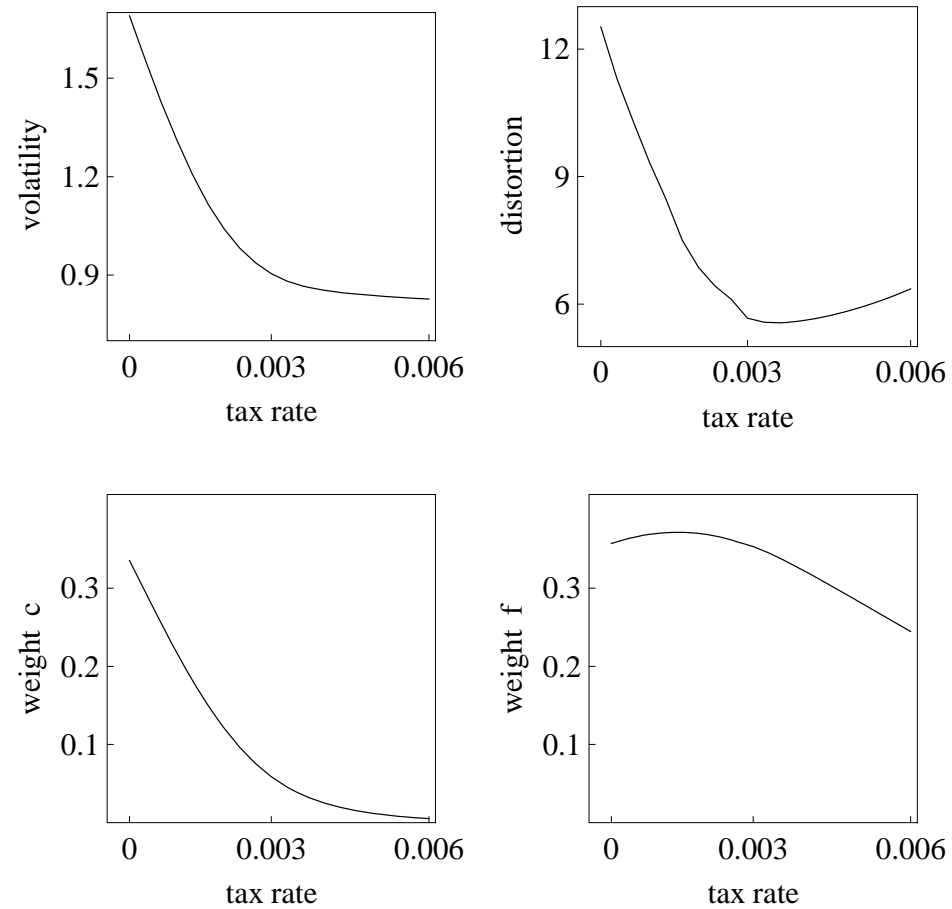 volatility
1.5
1.2
0.9
0 0.003 0.006
tax rate
distortion
12
9
6
0 0.003 0.006
tax rate
weight c
0.3
0.2
0.1
0 0.003 0.006
tax rate
weight f
0.3
0.2
0.1
0 0.003 0.006
tax rate